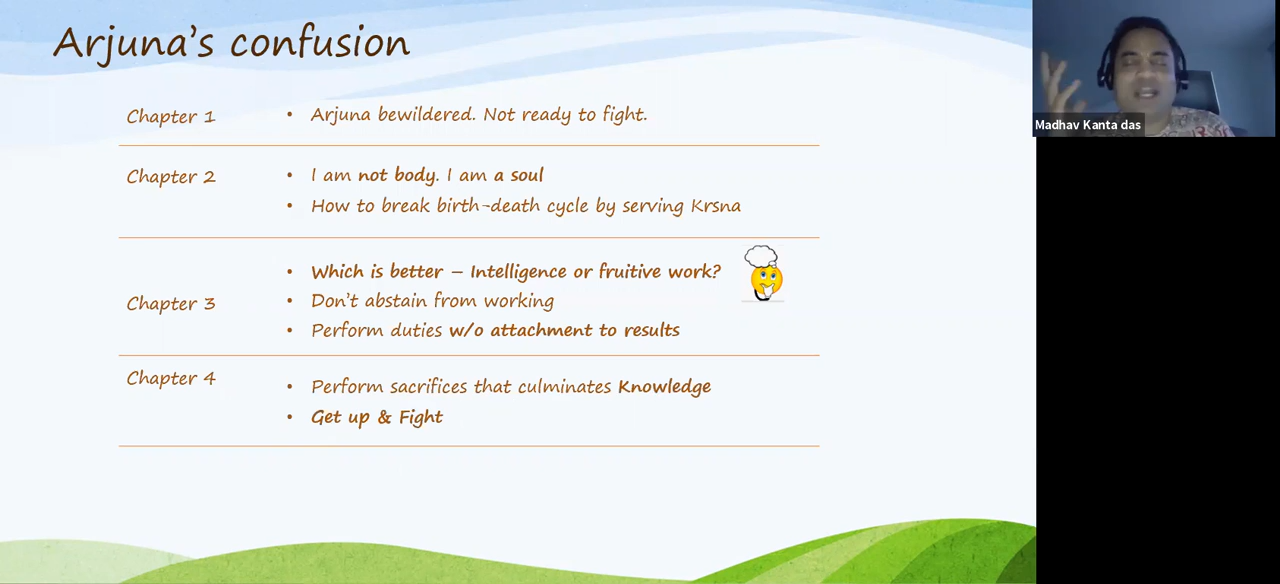 Arjuna's confusion
Madhav Kanta das
Chapter 1
• Arjuna bewildered. Not ready to fight.
Chapter 2
• I am not body. I am a soul
• How to break birth-death cycle by serving Krsna
Chapter 3
• Which is better – Intelligence or fruitive work?
• Don't abstain from working
• Perform duties w/o attachment to results
Chapter 4
• Perform sacrifices that culminates Knowledge
• Get up & Fight